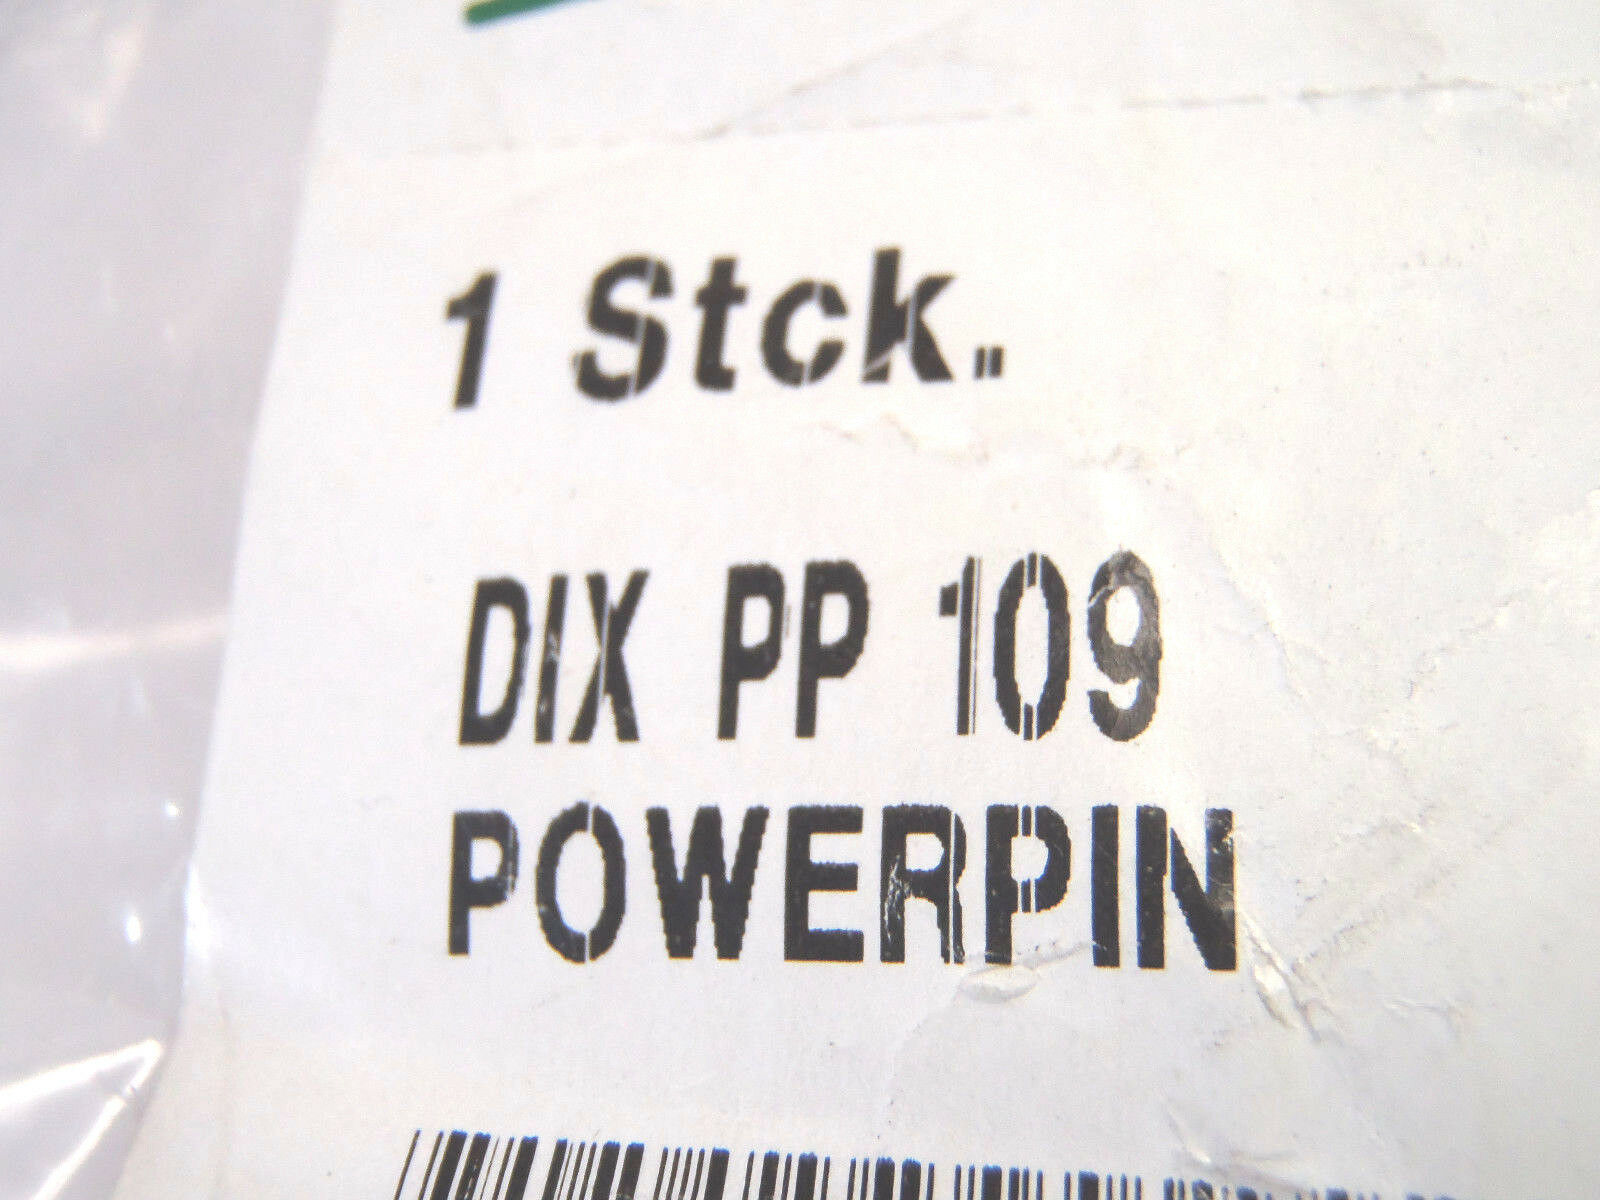 1 Stck.
DIX PP 109
POWERPIN